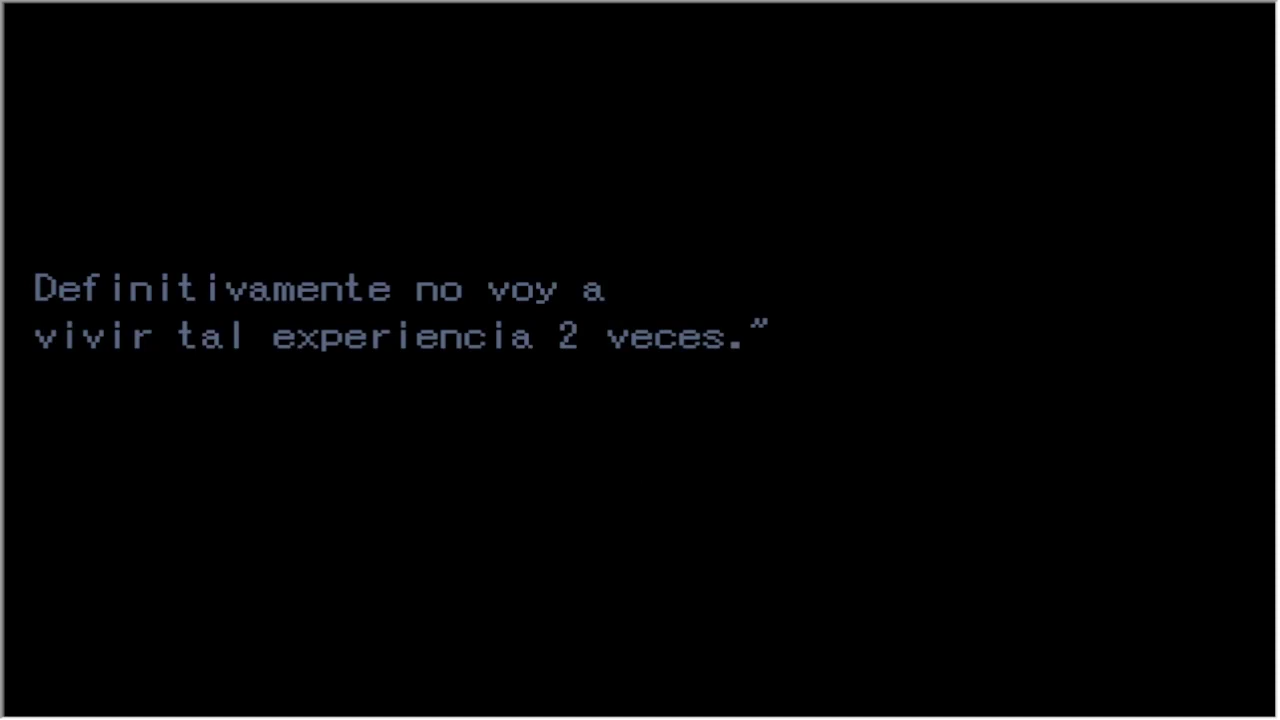 Definitivamente no voy a
vivir tal experiencia 2 veces.”